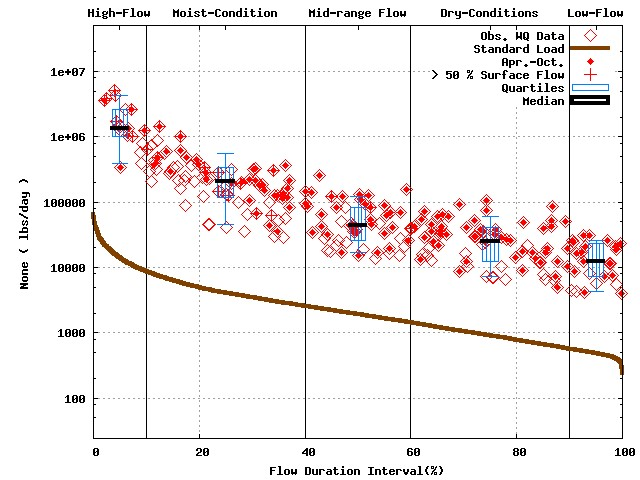 High-Flow Moist-Condition Mid-range Flow Dry-Conditions Low-Flow
Obs. WQ Data
Standard Load
Apr.-Oct.
> 50 % Surface Flow
Quartiles
Median
None ( lbs/day )
1e+07
1e+06
100000
10000
1000
100
0 20 40 60 80 100
Flow Duration Interval(%)